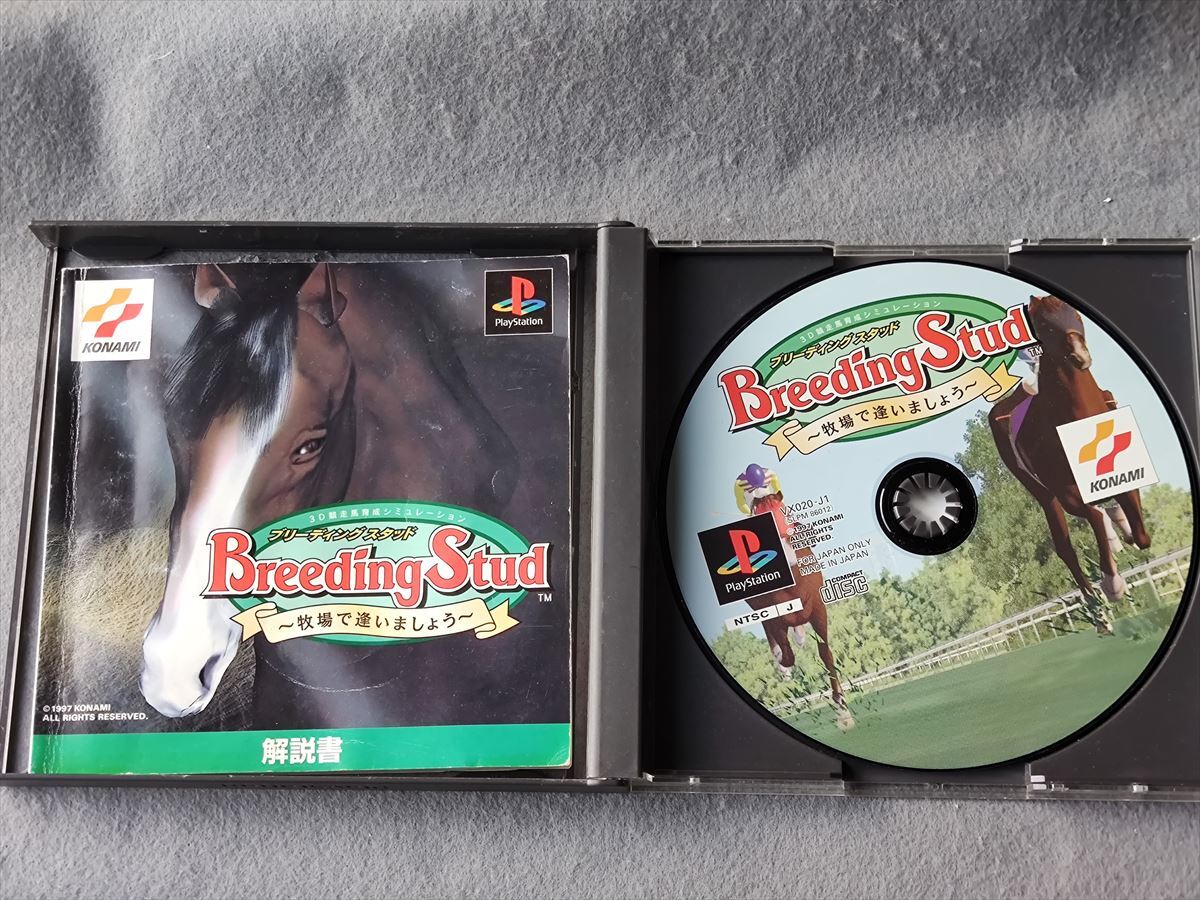 KONAMI
PlayStation
3D競走馬育成シミュレーション
ブリーディングスタッド
Breeding Stud
TM
～牧場で逢いましょう～
©1997 KONAMI
ALL RIGHTS RESERVED.
解説書
3D競走馬育成シミュレーション
ブリーディングスタッド
Breeding Stud
TM
～牧場で逢いましょう～
KONAMI
PlayStation
NTSC J
VX020-J1
(SLPM 86012)
©1997 KONAMI
ALL RIGHTS
RESERVED.
FOR JAPAN ONLY
MADE IN JAPAN
COMPACT
disc